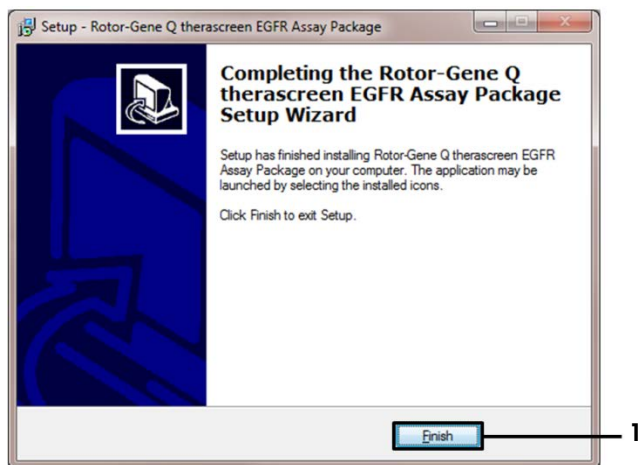 Setup - Rotor-Gene Q therascreen EGFR Assay Package
Completing the Rotor-Gene Q
therascreen EGFR Assay Package
Setup Wizard
Setup has finished installing Rotor-Gene Q therascreen EGFR
Assay Package on your computer. The application may be
launched by selecting the installed icons.
Click Finish to exit Setup.
Finish
1